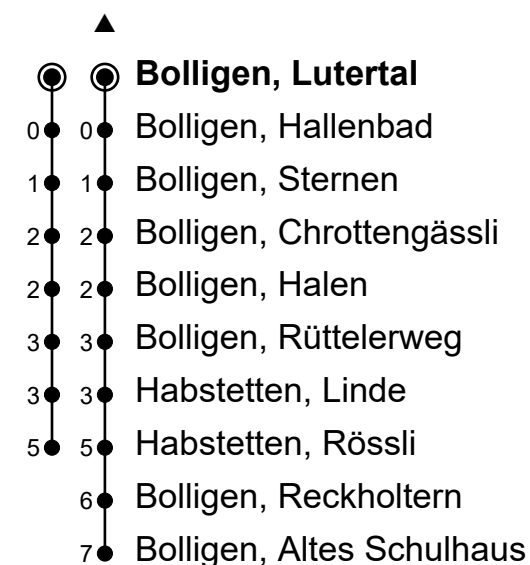 ▲
Bolligen, Lutertal
0 0 Bolligen, Hallenbad
1 1 Bolligen, Sternen
2 2 Bolligen, Chrottengässli
2 2 Bolligen, Halen
3 3 Bolligen, Rüttelerweg
3 3 Habstetten, Linde
5 5 Habstetten, Rössli
6 Bolligen, Reckholtern
7 Bolligen, Altes Schulhaus